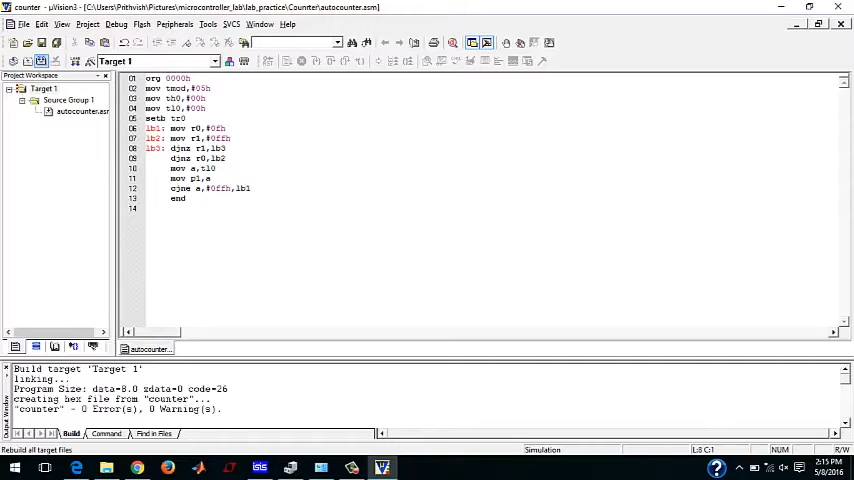 counter - µVision3 - [C:\Users\Prithvish\Pictures\microcontroller_lab\lab_practice\Counter\autocounter.asm]
File Edit View Project Debug Flash Peripherals Tools SVCS Window Help
Target 1
Project Workspace
Target 1
Source Group 1
autocounter.asm
01 org 0000h
02 mov tmod,#05h
03 mov th0,#00h
04 mov tl0,#00h
05 setb tr0
06 lb1: mov r0,#0fh
07 lb2: mov r1,#0ffh
08 lb3: djnz r1,lb3
09 djnz r0,lb2
10 mov a,tl0
11 mov p1,a
12 cjne a,#0ffh,lb1
13 end
14
autocounter...
Build target 'Target 1'
linking...
Program Size: data=8.0 xdata=0 code=26
creating hex file from "counter"...
"counter" - 0 Error(s), 0 Warning(s).
Output Window
Build Command Find in Files
Rebuild all target files Simulation L:8 C:1 NUM R/W
isis
2:15 PM
5/8/2016